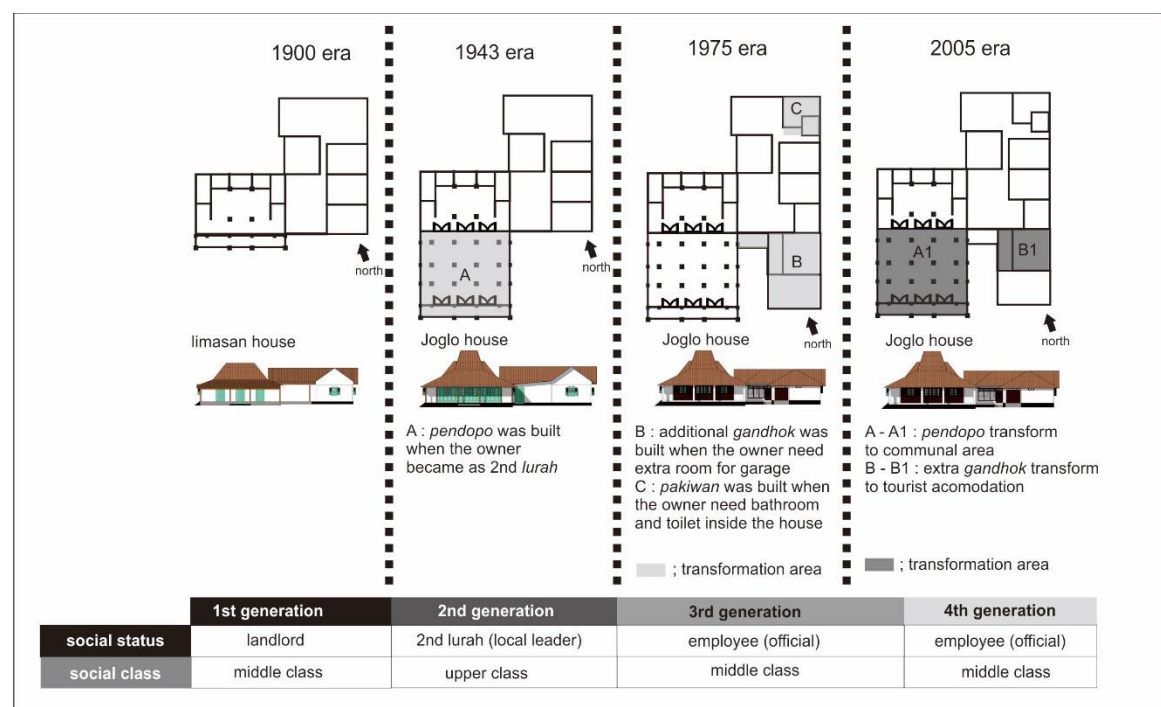 1900 era
1943 era
1975 era
2005 era
C
A
B
A1
B1
north
north
north
north
limasan house
Joglo house
Joglo house
Joglo house
A : pendopo was built
when the owner
became as 2nd lurah
B : additional gandhok was
built when the owner need
extra room for garage
C : pakiwan was built when
the owner need bathroom
and toilet inside the house
; transformation area
A - A1 : pendopo transform
to communal area
B - B1 : extra gandhok transform
to tourist acomodation
; transformation area
1st generation 2nd generation 3rd generation 4th generation
social status landlord 2nd lurah (local leader) employee (official) employee (official)
social class middle class upper class middle class middle class